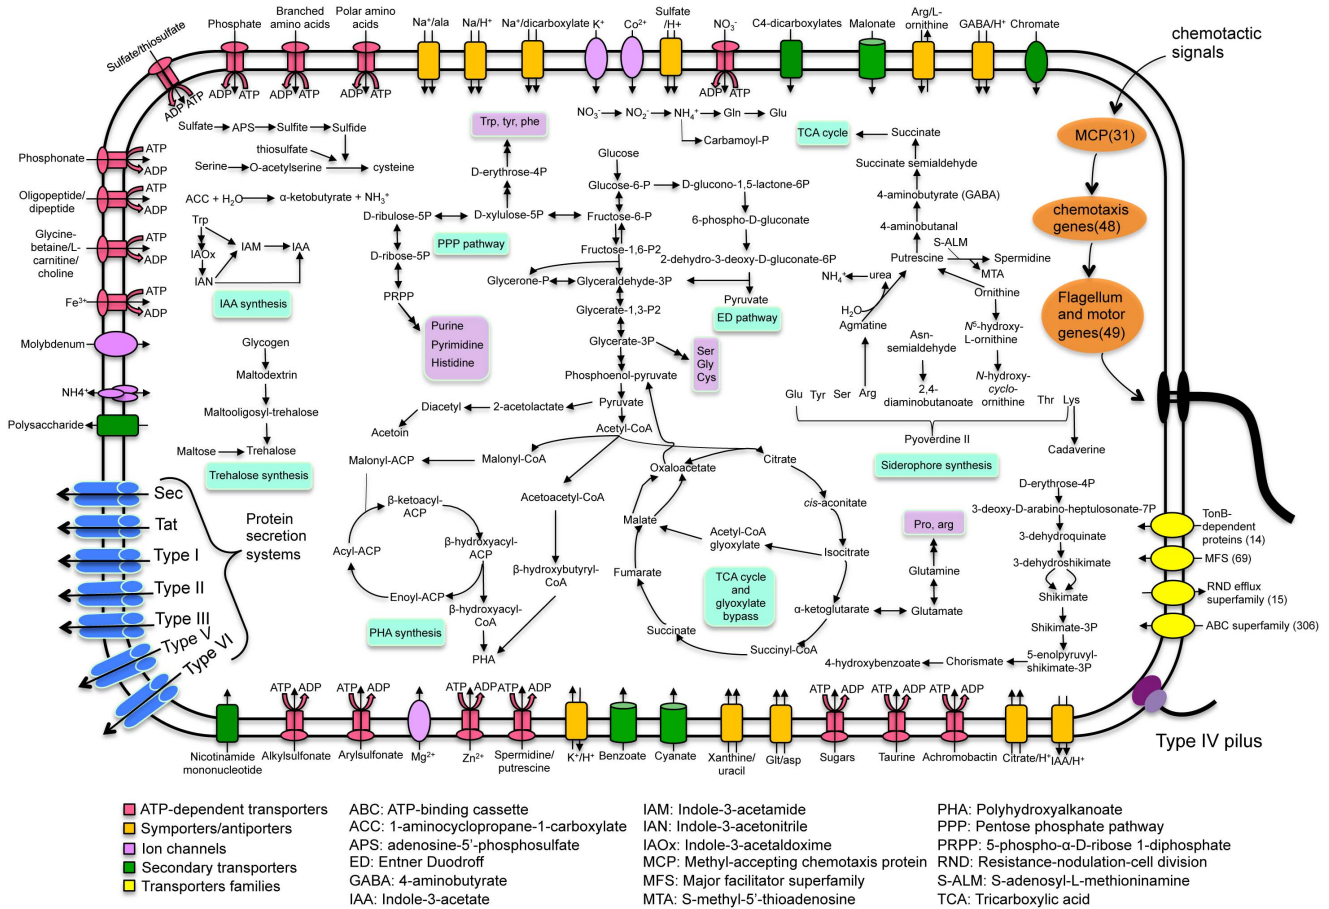 Sulfate/thiosulfate
Phosphate
Branched
amino acids
Polar amino
acids
Na⁺/ala
Na/H⁺
Na⁺/dicarboxylate
K⁺
Co²⁺
Sulfate
/H+
NO₃⁻
C4-dicarboxylates
Malonate
Arg/L-
ornithine
GABA/H⁺
Chromate
chemotactic
signals
ADP ATP
ADP ATP
ADP ATP
ADP ATP
ADP ATP
Sulfate
APS
Sulfite
Sulfide
thiosulfate
Serine
O-acetylserine
cysteine
ACC + H₂O
α-ketobutyrate + NH₃⁺
Trp
IAOx
IAN
IAM
IAA
IAA synthesis
Phosphonate
ATP
ADP
Oligopeptide/
dipeptide
ATP
ADP
Glycine-
betaine/L-
carnitine/
choline
ATP
ADP
Fe³⁺
ATP
ADP
Molybdenum
NH4⁺
Polysaccharide
Glycogen
Maltodextrin
Maltooligosyl-trehalose
Maltose
Trehalose
Trehalose synthesis
Trp, tyr, phe
D-erythrose-4P
D-ribulose-5P
D-xylulose-5P
PPP pathway
D-ribose-5P
PRPP
Purine
Pyrimidine
Histidine
NO₃⁻
NO₂⁻
NH₄⁺
Gln
Glu
Carbamoyl-P
Glucose
Glucose-6-P
D-glucono-1,5-lactone-6P
Fructose-6-P
6-phospho-D-gluconate
Fructose-1,6-P2
2-dehydro-3-deoxy-D-gluconate-6P
Glycerone-P
Glyceraldehyde-3P
Pyruvate
ED pathway
Glycerate-1,3-P2
Glycerate-3P
Ser
Gly
Cys
Phosphoenol-pyruvate
Diacetyl
2-acetolactate
Pyruvate
Acetoin
Acetyl-CoA
TCA cycle
Succinate
Succinate semialdehyde
4-aminobutyrate (GABA)
4-aminobutanal
S-ALM
Putrescine
Spermidine
MTA
NH₄⁺
urea
H₂O
Agmatine
Ornithine
N⁵-hydroxy-
L-ornithine
Asn-
semialdehyde
2,4-
diaminobutanoate
N-hydroxy-
cyclo-
ornithine
Glu Tyr Ser Arg
Thr Lys
Pyoverdine II
Siderophore synthesis
Cadaverine
MCP(31)
chemotaxis
genes(48)
Flagellum
and motor
genes(49)
Sec
Tat
Type I
Type II
Type III
Type V
Type VI
Protein
secretion
systems
Malonyl-ACP
Malonyl-CoA
β-ketoacyl-
ACP
Acyl-ACP
β-hydroxyacyl-
ACP
Enoyl-ACP
β-hydroxyacyl-
CoA
PHA synthesis
PHA
Acetoacetyl-CoA
β-hydroxybutyryl-
CoA
Oxaloacetate
Citrate
cis-aconitate
Malate
Acetyl-CoA
glyoxylate
Isocitrate
Fumarate
TCA cycle
and
glyoxylate
bypass
α-ketoglutarate
Succinate
Succinyl-CoA
Pro, arg
Glutamine
Glutamate
D-erythrose-4P
3-deoxy-D-arabino-heptulosonate-7P
3-dehydroquinate
3-dehydroshikimate
Shikimate
Shikimate-3P
5-enolpyruvyl-
shikimate-3P
Chorismate
4-hydroxybenzoate
TonB-
dependent
proteins (14)
MFS (69)
RND efflux
superfamily (15)
ABC superfamily (306)
Type IV pilus
ATP ADP
ATP ADP
ATP ADP
ATP ADP
ATP ADP
ATP ADP
ATP ADP
Nicotinamide
mononucleotide
Alkylsulfonate
Arylsulfonate
Mg²⁺
Zn²⁺
Spermidine/
putrescine
K⁺/H⁺
Benzoate
Cyanate
Xanthine/
uracil
Glt/asp
Sugars
Taurine
Achromobactin
Citrate/H⁺
IAA/H⁺
ATP-dependent transporters
Symporters/antiporters
Ion channels
Secondary transporters
Transporters families
ABC: ATP-binding cassette
ACC: 1-aminocyclopropane-1-carboxylate
APS: adenosine-5’-phosphosulfate
ED: Entner Duodroff
GABA: 4-aminobutyrate
IAA: Indole-3-acetate
IAM: Indole-3-acetamide
IAN: Indole-3-acetonitrile
IAOx: Indole-3-acetaldoxime
MCP: Methyl-accepting chemotaxis protein
MFS: Major facilitator superfamily
MTA: S-methyl-5’-thioadenosine
PHA: Polyhydroxyalkanoate
PPP: Pentose phosphate pathway
PRPP: 5-phospho-α-D-ribose 1-diphosphate
RND: Resistance-nodulation-cell division
S-ALM: S-adenosyl-L-methioninamine
TCA: Tricarboxylic acid